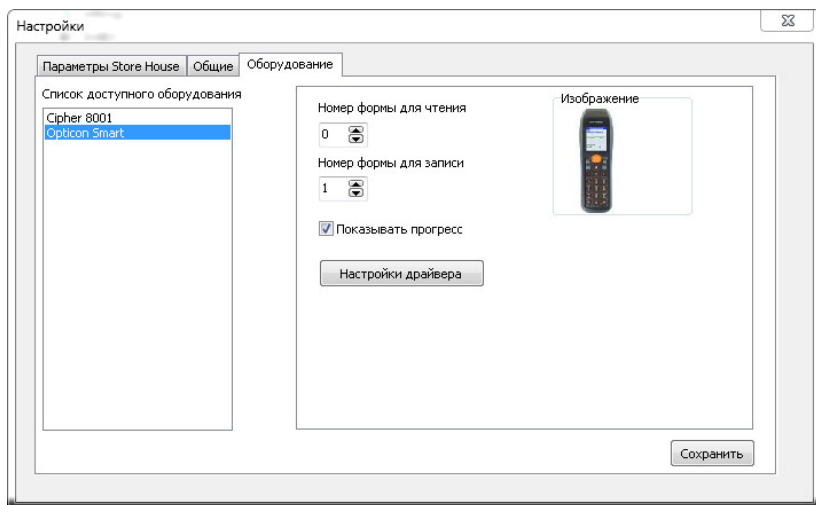 Настройки
Параметры Store House
Общие
Оборудование
Список доступного оборудования
Cipher 8001
Opticon Smart
Номер формы для чтения
0
Номер формы для записи
1
Показывать прогресс
Настройки драйвера
Изображение
Сохранить